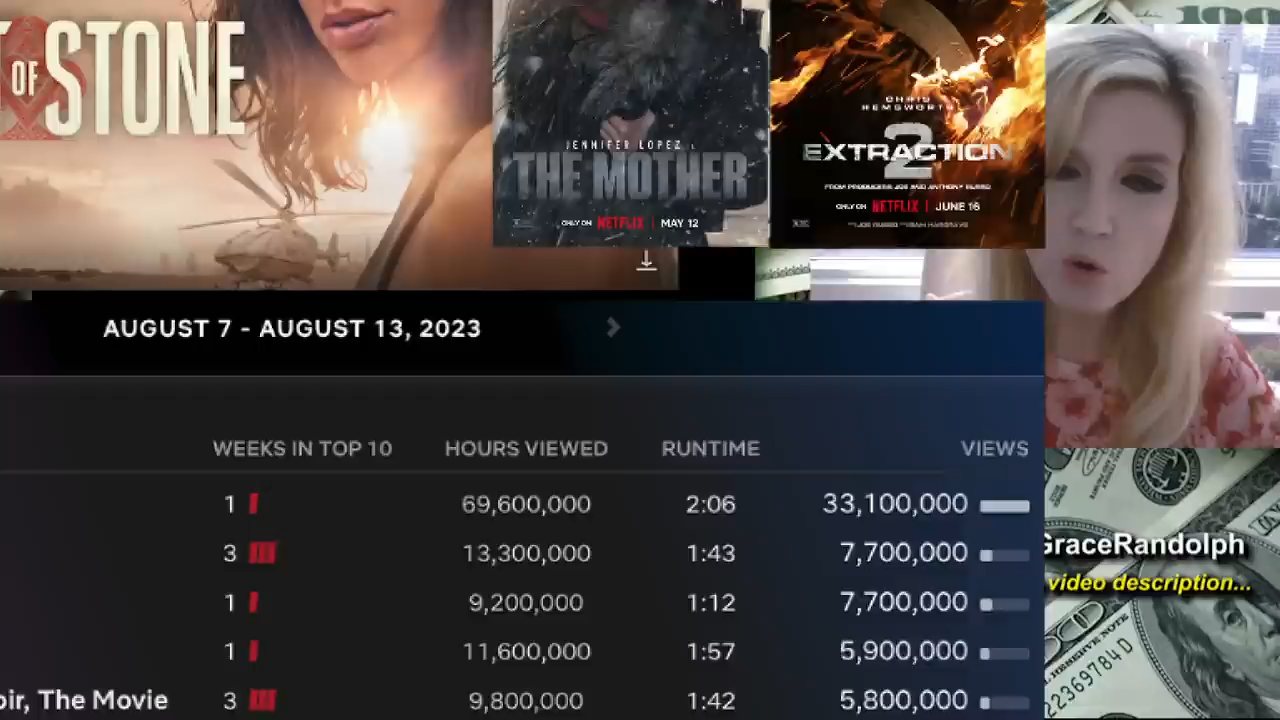 OF STONE
JENNIFER LOPEZ
THE MOTHER
ONLY ON NETFLIX | MAY 12
CHRIS
HEMSWORTH
EXTRACTION
2
FROM PRODUCERS JOE AND ANTHONY RUSSO
ONLY ON NETFLIX | JUNE 16
100
AUGUST 7 - AUGUST 13, 2023 >
WEEKS IN TOP 10 HOURS VIEWED RUNTIME VIEWS
1 69,600,000 2:06 33,100,000
3 13,300,000 1:43 7,700,000
1 9,200,000 1:12 7,700,000
1 11,600,000 1:57 5,900,000
oir, The Movie 3 9,800,000 1:42 5,800,000
GraceRandolph
video description...
22369784D